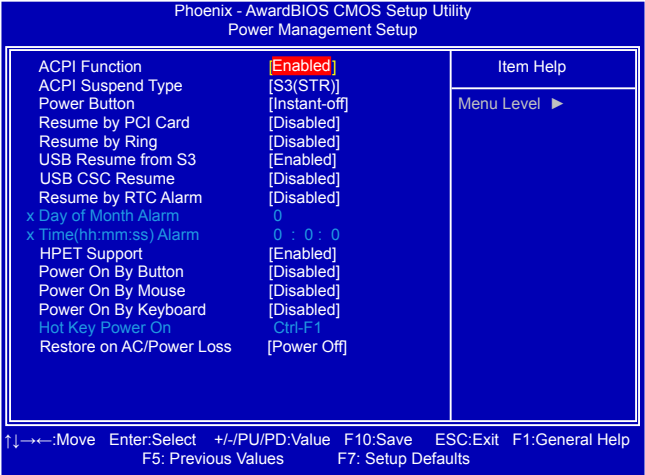 Phoenix - AwardBIOS CMOS Setup Utility
Power Management Setup
ACPI Function [Enabled]
ACPI Suspend Type [S3(STR)]
Power Button [Instant-off]
Resume by PCI Card [Disabled]
Resume by Ring [Disabled]
USB Resume from S3 [Enabled]
USB CSC Resume [Disabled]
Resume by RTC Alarm [Disabled]
x Day of Month Alarm 0
x Time(hh:mm:ss) Alarm 0 : 0 : 0
HPET Support [Enabled]
Power On By Button [Disabled]
Power On By Mouse [Disabled]
Power On By Keyboard [Disabled]
Hot Key Power On Ctrl-F1
Restore on AC/Power Loss [Power Off]
Item Help
Menu Level ►
↑↓→←:Move Enter:Select +/-/PU/PD:Value F10:Save ESC:Exit F1:General Help
F5: Previous Values F7: Setup Defaults